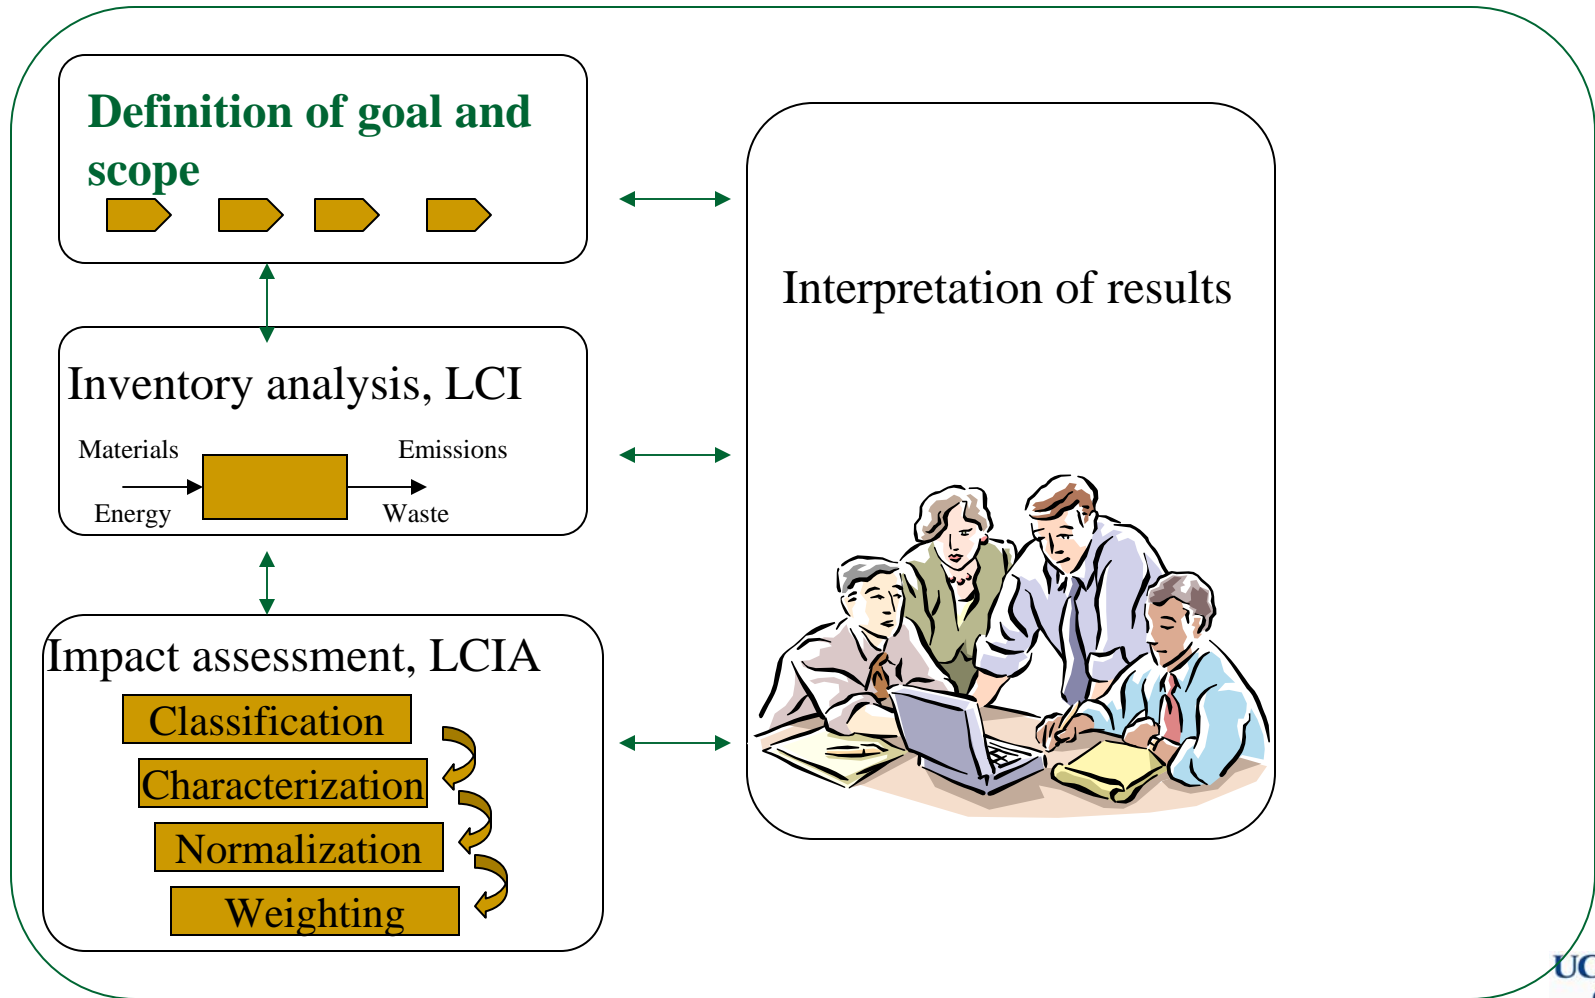 Definition of goal and
scope
Inventory analysis, LCI
Materials
Emissions
Energy
Waste
Impact assessment, LCIA
Classification
Characterization
Normalization
Weighting
Interpretation of results
UC